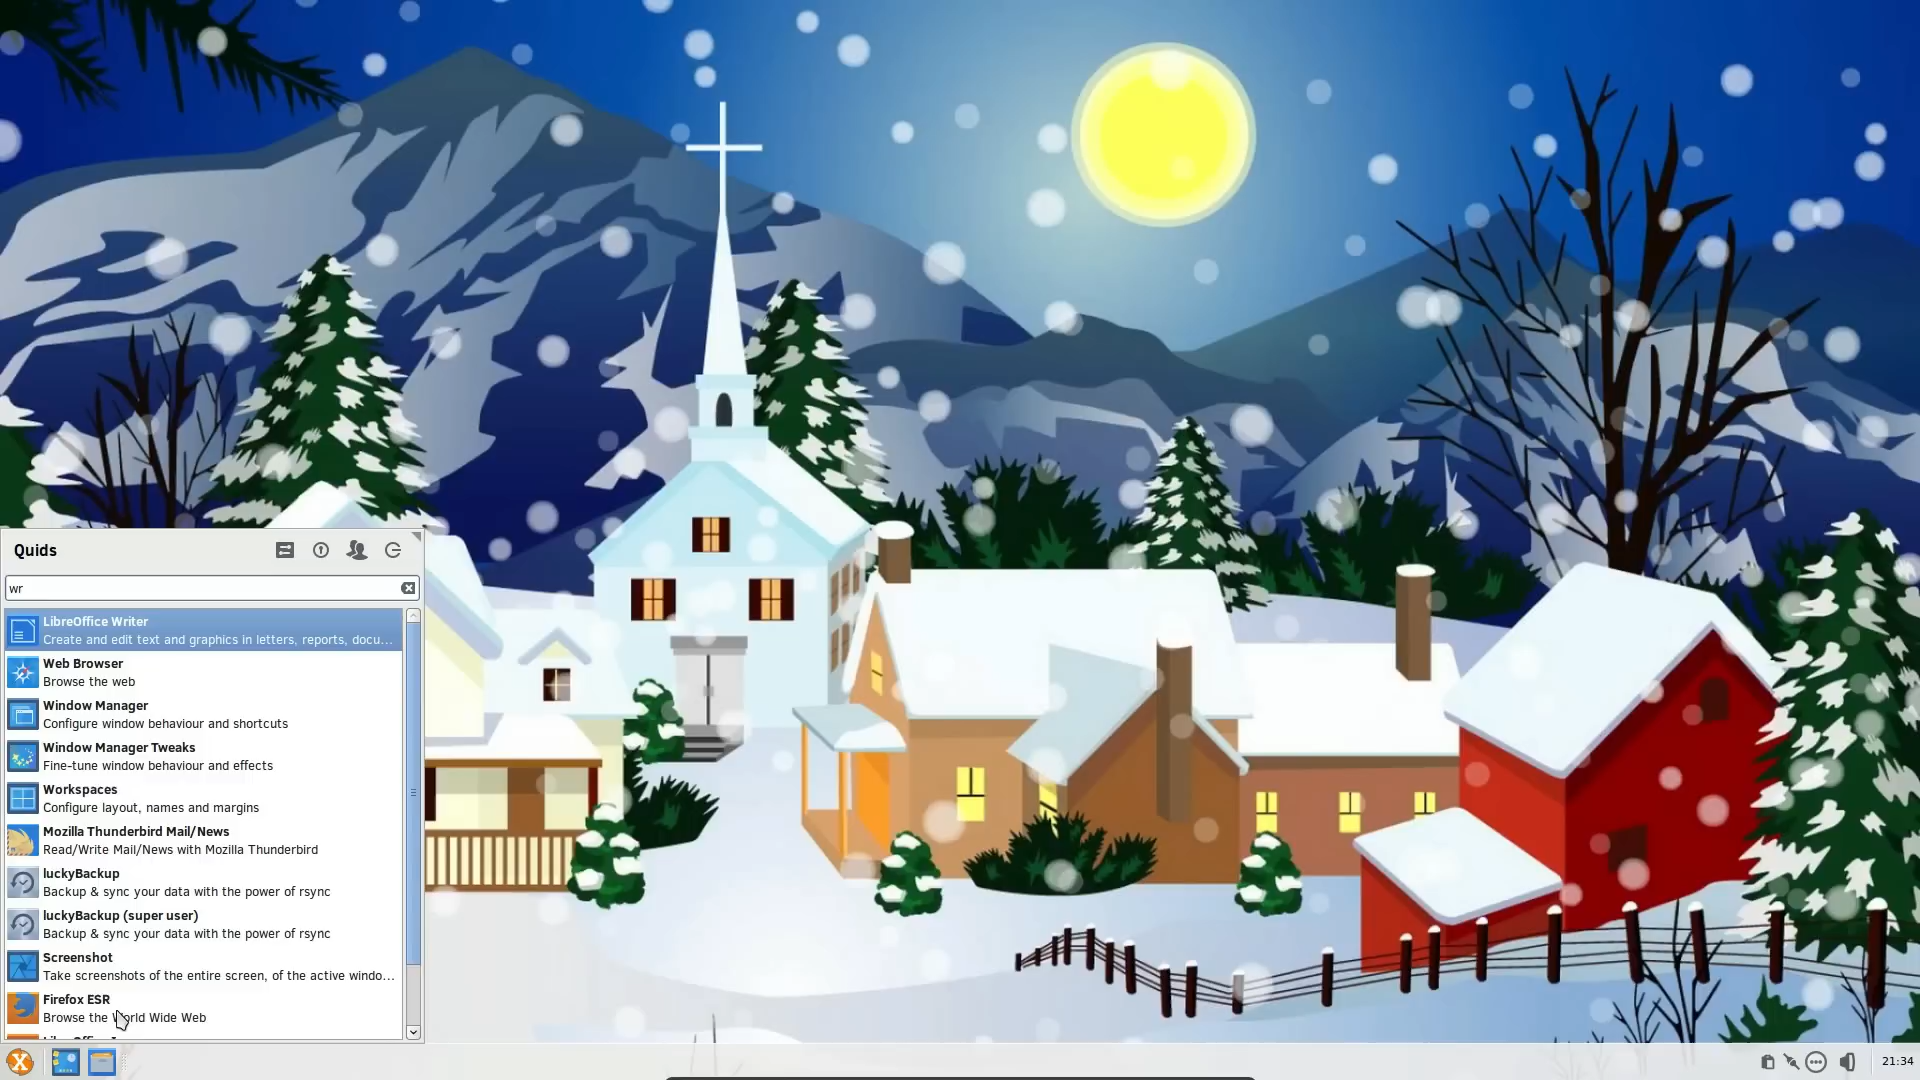 Quids
wr
LibreOffice Writer
Create and edit text and graphics in letters, reports, docu...
Web Browser
Browse the web
Window Manager
Configure window behaviour and shortcuts
Window Manager Tweaks
Fine-tune window behaviour and effects
Workspaces
Configure layout, names and margins
Mozilla Thunderbird Mail/News
Read/Write Mail/News with Mozilla Thunderbird
luckyBackup
Backup & sync your data with the power of rsync
luckyBackup (super user)
Backup & sync your data with the power of rsync
Screenshot
Take screenshots of the entire screen, of the active windo...
Firefox ESR
Browse the World Wide Web
21:34